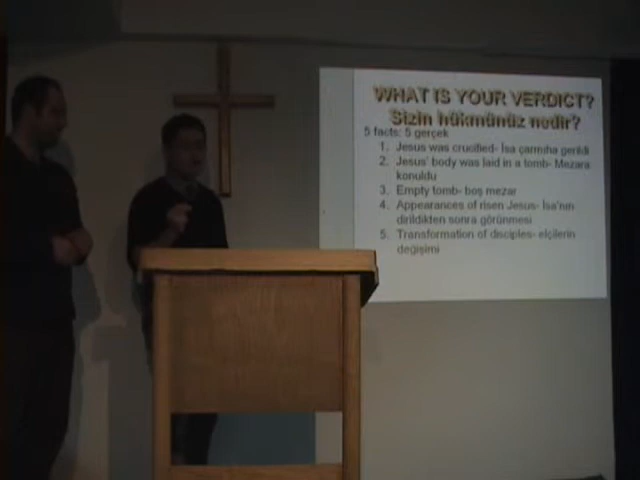 WHAT IS YOUR VERDICT?
Sizin hükmünüz nedir?
5 facts: 5 gerçek
1. Jesus was crucified- İsa çarmıha gerildi
2. Jesus' body was laid in a tomb- Mezara
konuldu
3. Empty tomb- boş mezar
4. Appearances of risen Jesus- İsa'nın
dirildikten sonra görünmesi
5. Transformation of disciples- elçilerin
değişimi